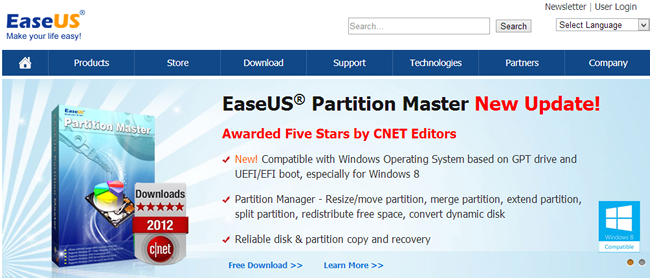 Newsletter | User Login
EaseUS®
Make your life easy!
Search...
Search
Select Language
Products
Store
Download
Support
Technologies
Partners
Company
EaseUS® Partition Master New Update!
Awarded Five Stars by CNET Editors
New! Compatible with Windows Operating System based on GPT drive and
UEFI/EFI boot, especially for Windows 8
Partition Manager - Resize/move partition, merge partition, extend partition,
split partition, redistribute free space, convert dynamic disk
Reliable disk & partition copy and recovery
Free Download >>
Learn More >>
EaseUS
Partition Master
Downloads
2012
c|net
Windows 8
Compatible